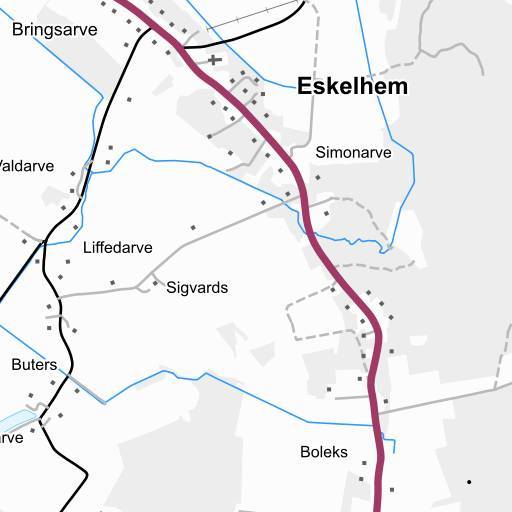 Bringsarve
Eskelhem
Simonarve
Valdarve
Liffedarve
Sigvards
Buters
arve
Boleks